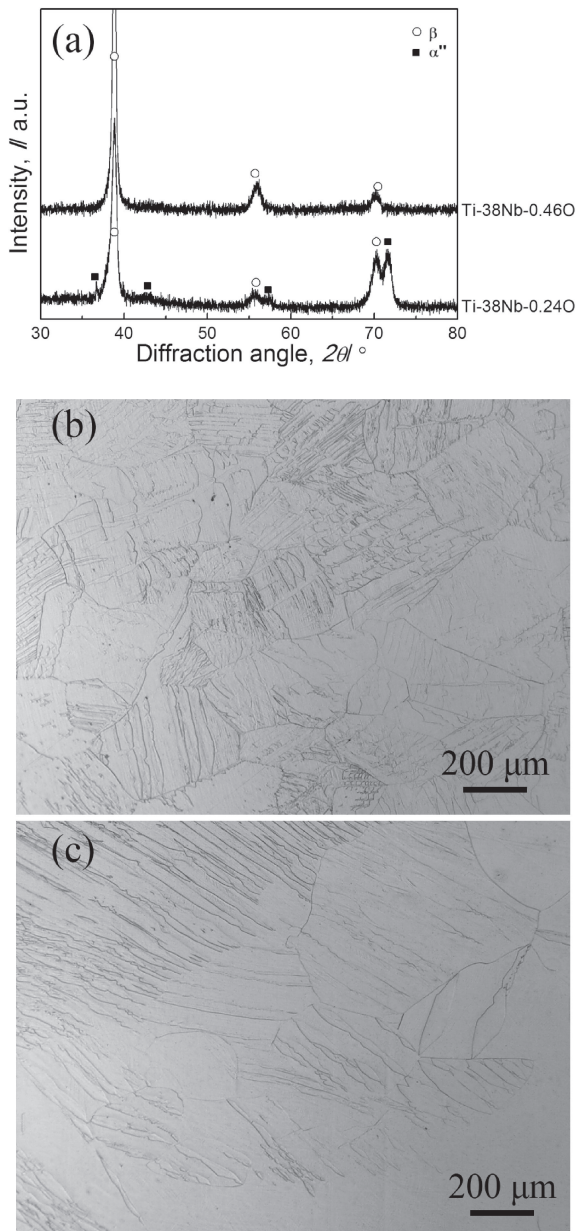 (a)
○ β
■ α"
Intensity, I/ a.u.
Ti-38Nb-0.46O
Ti-38Nb-0.24O
30 40 50 60 70 80
Diffraction angle, 2θ/ °
(b)
200 μm
(c)
200 μm